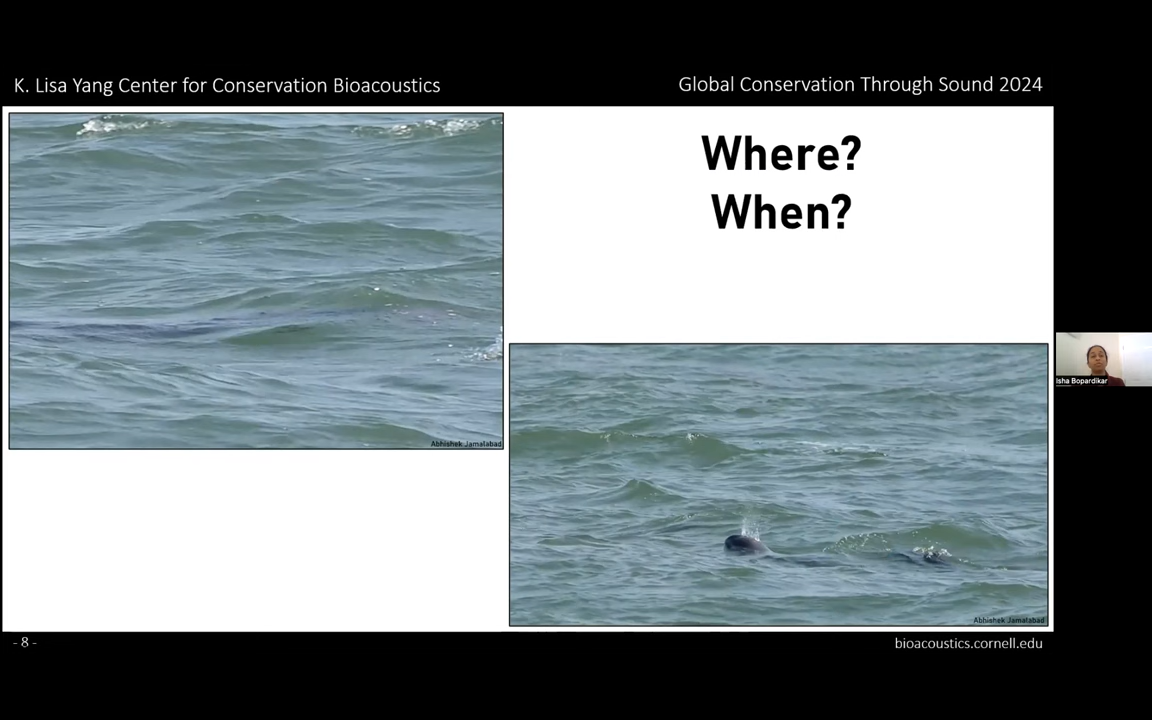 K. Lisa Yang Center for Conservation Bioacoustics
Global Conservation Through Sound 2024
Where?
When?
Abhishek Jamalabad
Abhishek Jamalabad
Isha Bopardikar
- 8 -
bioacoustics.cornell.edu